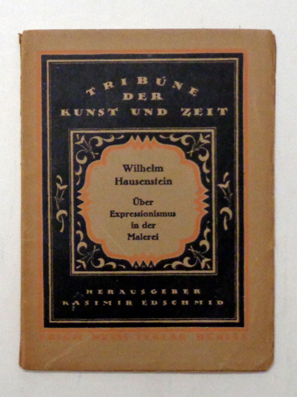 TRIBÜNE
DER
KUNST UND ZEIT
Wilhelm
Hausenstein
Über
Expressionismus
in der
Malerei
HERAUSGEBER
KASIMIR EDSCHMID